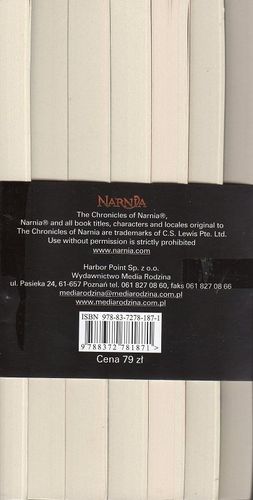 NARNIA
The Chronicles of Narnia®,
Narnia® and all book titles, characters and locales original to
The Chronicles of Narnia are trademarks of C.S. Lewis Pte. Ltd.
Use without permission is strictly prohibited
www.narnia.com
Harbor Point Sp. z o.o.
Wydawnictwo Media Rodzina
ul. Pasieka 24, 61-657 Poznań tel. 061 827 08 60, faks 061 827 08 66
mediarodzina@mediarodzina.com.pl
www.mediarodzina.com.pl
ISBN 978-83-7278-187-1
9 788372 781871 >
Cena 79 zł